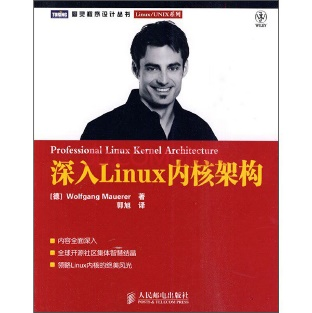 TURING 图灵程序设计丛书 Linux/UNIX系列
WILEY
Professional Linux Kernel Architecture
深入Linux内核架构
[德] Wolfgang Mauerer 著
郭旭 译
■ 内容全面深入
■ 全球开源社区集体智慧结晶
■ 领略Linux内核的绝美风光
人民邮电出版社
POSTS & TELECOM PRESS